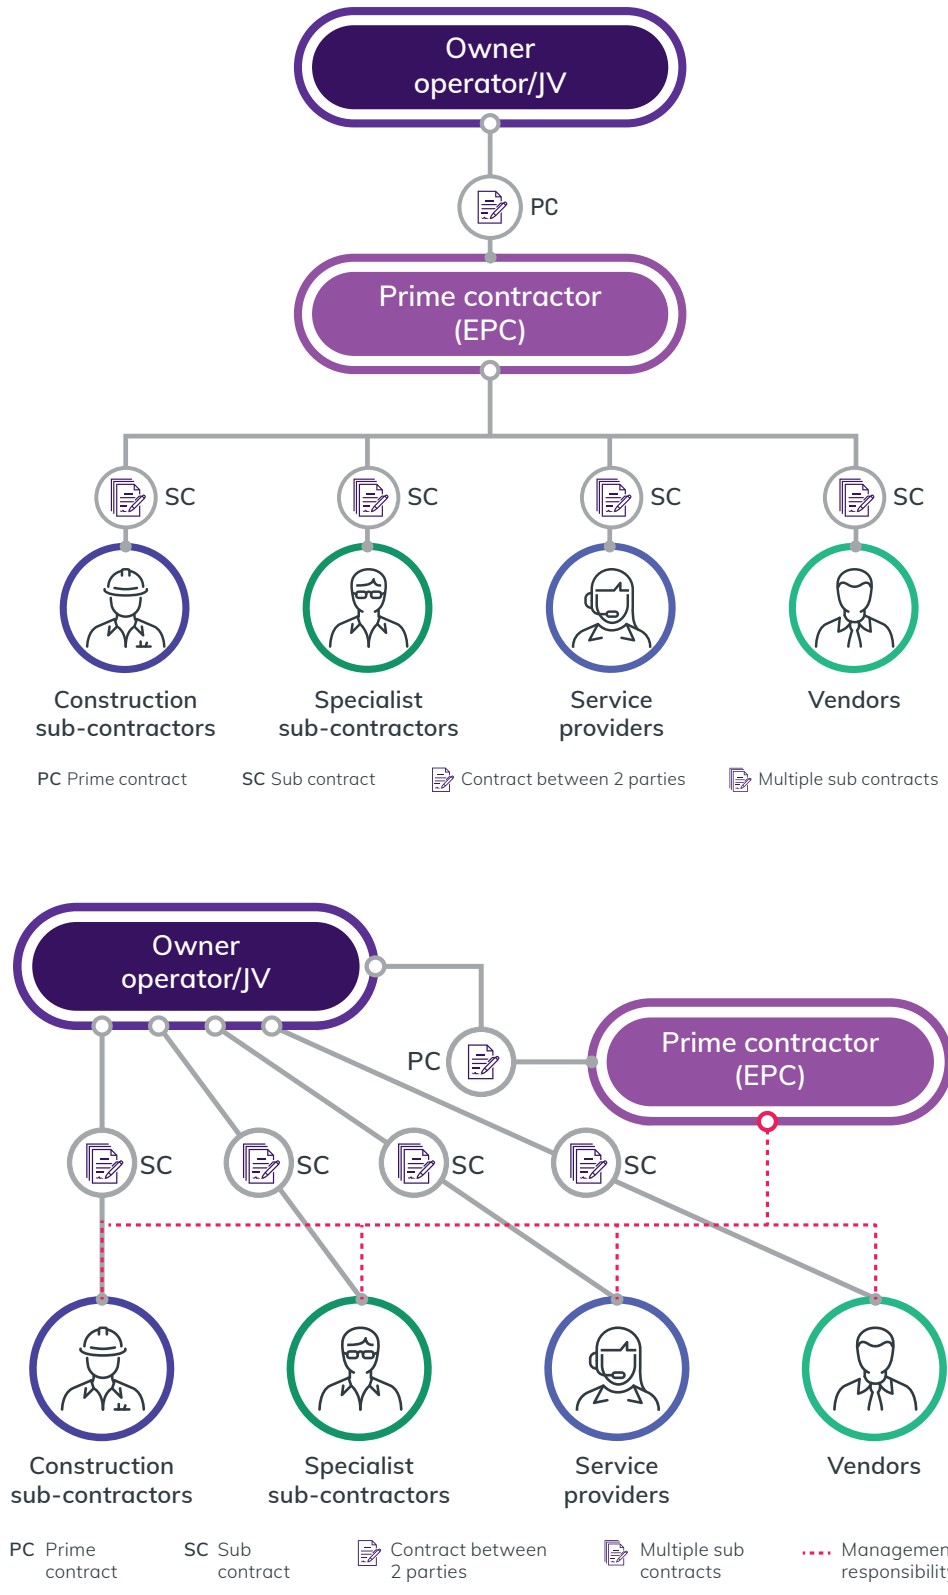 Owner
operator/JV
PC
Prime contractor
(EPC)
SC
SC
SC
SC
Construction
sub-contractors
Specialist
sub-contractors
Service
providers
Vendors
PC Prime contract
SC Sub contract
Contract between 2 parties
Multiple sub contracts
Owner
operator/JV
PC
Prime contractor
(EPC)
SC
SC
SC
SC
Construction
sub-contractors
Specialist
sub-contractors
Service
providers
Vendors
PC Prime
contract
SC Sub
contract
Contract between
2 parties
Multiple sub
contracts
Managemen
responsibilit